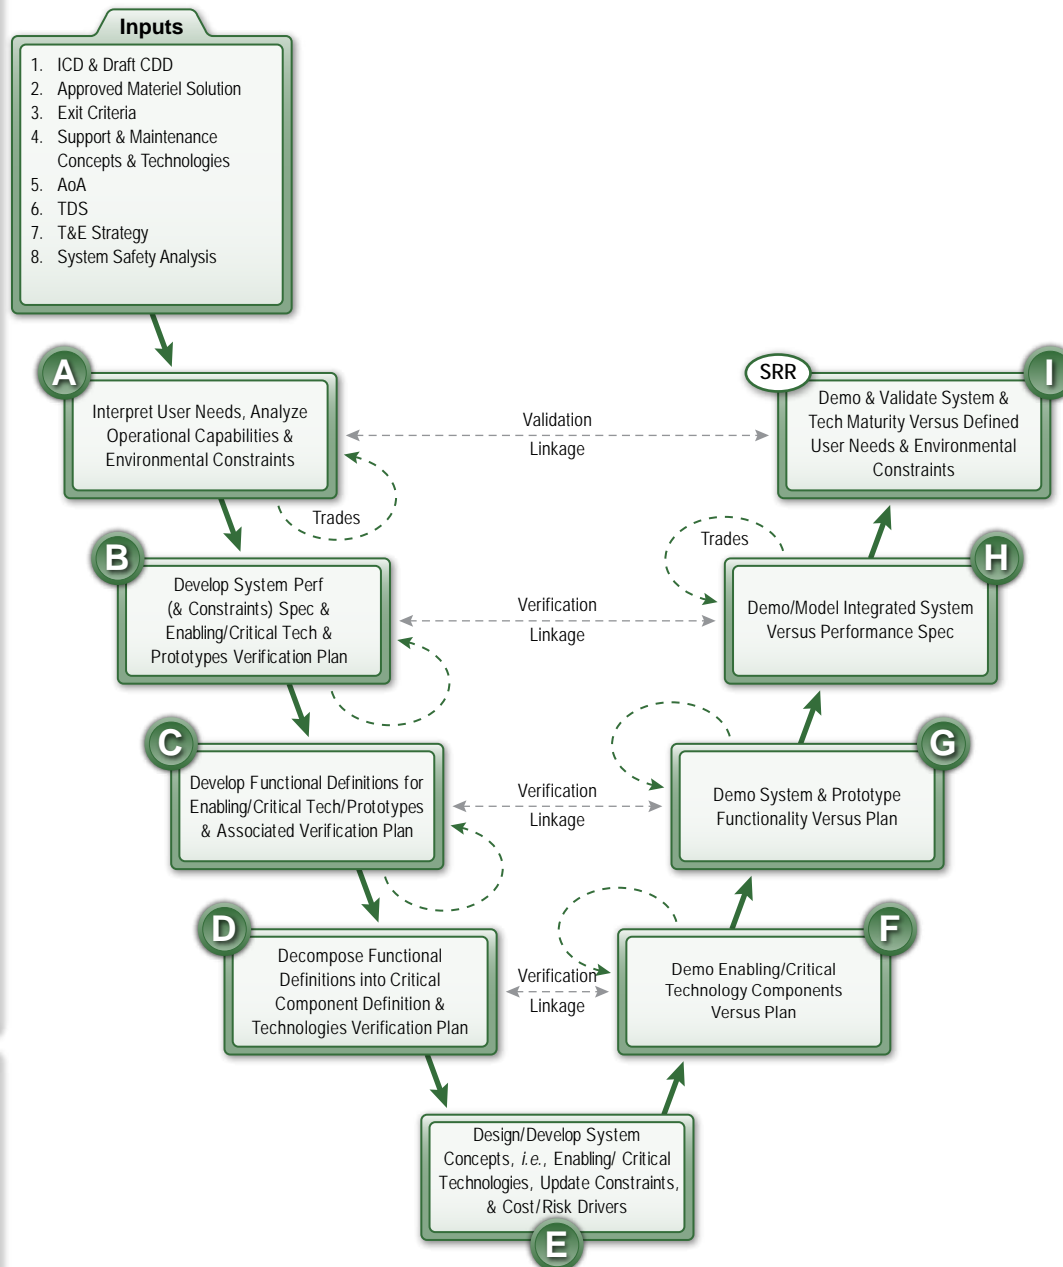 Inputs
1. ICD & Draft CDD
2. Approved Materiel Solution
3. Exit Criteria
4. Support & Maintenance
Concepts & Technologies
5. AoA
6. TDS
7. T&E Strategy
8. System Safety Analysis
A
Interpret User Needs, Analyze
Operational Capabilities &
Environmental Constraints
Trades
Validation
Linkage
SRR
I
Demo & Validate System &
Tech Maturity Versus Defined
User Needs & Environmental
Constraints
B
Develop System Perf
(& Constraints) Spec &
Enabling/Critical Tech &
Prototypes Verification Plan
Verification
Linkage
Trades
H
Demo/Model Integrated System
Versus Performance Spec
C
Develop Functional Definitions for
Enabling/Critical Tech/Prototypes
& Associated Verification Plan
Verification
Linkage
G
Demo System & Prototype
Functionality Versus Plan
D
Decompose Functional
Definitions into Critical
Component Definition &
Technologies Verification Plan
Verification
Linkage
F
Demo Enabling/Critical
Technology Components
Versus Plan
Design/Develop System
Concepts, i.e., Enabling/ Critical
Technologies, Update Constraints,
& Cost/Risk Drivers
E